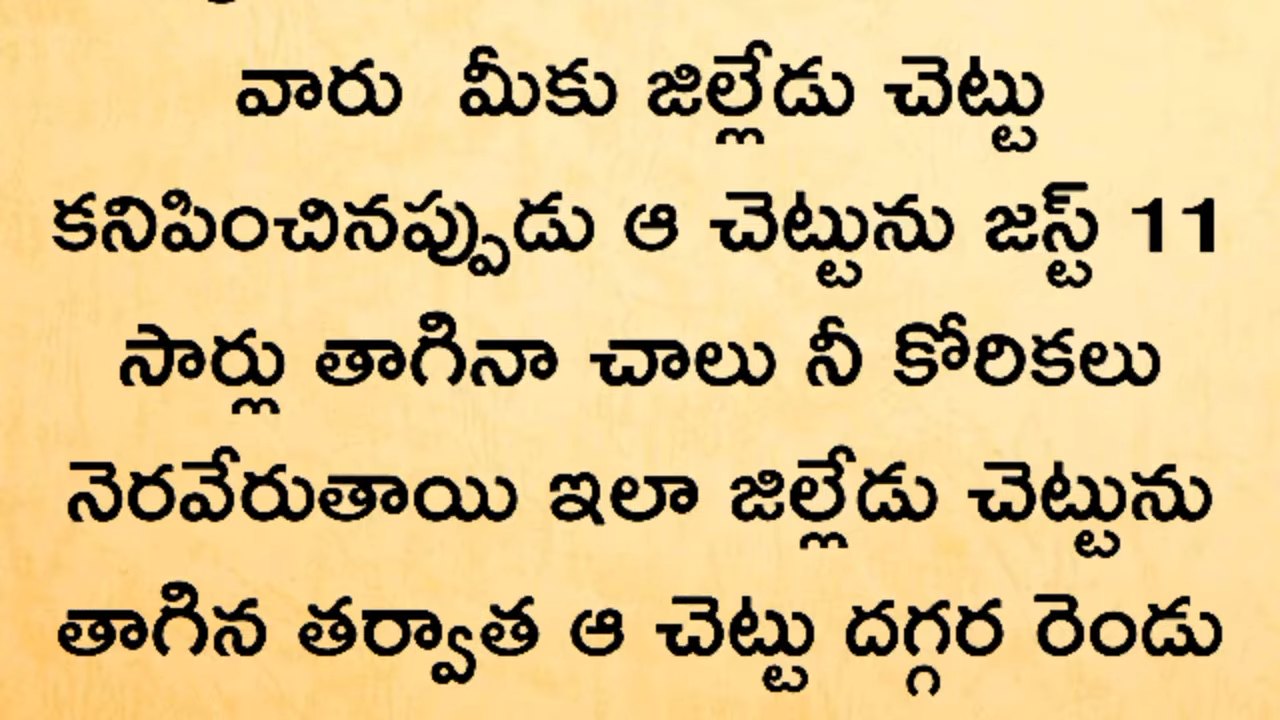 వారు మీకు జిల్లేడు చెట్టు
కనిపించినప్పుడు ఆ చెట్టును జస్ట్ 11
సార్లు తాగినా చాలు నీ కోరికలు
నెరవేరుతాయి ఇలా జిల్లేడు చెట్టును
తాగిన తర్వాత ఆ చెట్టు దగ్గర రెండు